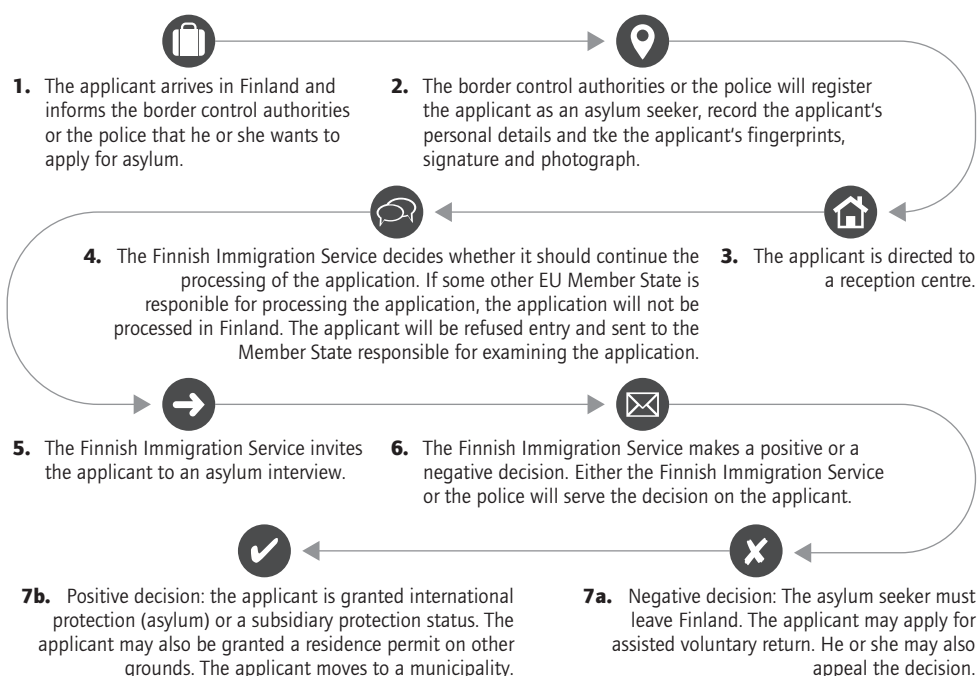 1. The applicant arrives in Finland and
informs the border control authorities
or the police that he or she wants to
apply for asylum.
2. The border control authorities or the police will register
the applicant as an asylum seeker, record the applicant's
personal details and tke the applicant's fingerprints,
signature and photograph.
3. The applicant is directed to
a reception centre.
4. The Finnish Immigration Service decides whether it should continue the
processing of the application. If some other EU Member State is
responible for processing the application, the application will not be
processed in Finland. The applicant will be refused entry and sent to the
Member State responsible for examining the application.
5. The Finnish Immigration Service invites
the applicant to an asylum interview.
6. The Finnish Immigration Service makes a positive or a
negative decision. Either the Finnish Immigration Service
or the police will serve the decision on the applicant.
7a. Negative decision: The asylum seeker must
leave Finland. The applicant may apply for
assisted voluntary return. He or she may also
appeal the decision.
7b. Positive decision: the applicant is granted international
protection (asylum) or a subsidiary protection status. The
applicant may also be granted a residence permit on other
grounds. The applicant moves to a municipality.